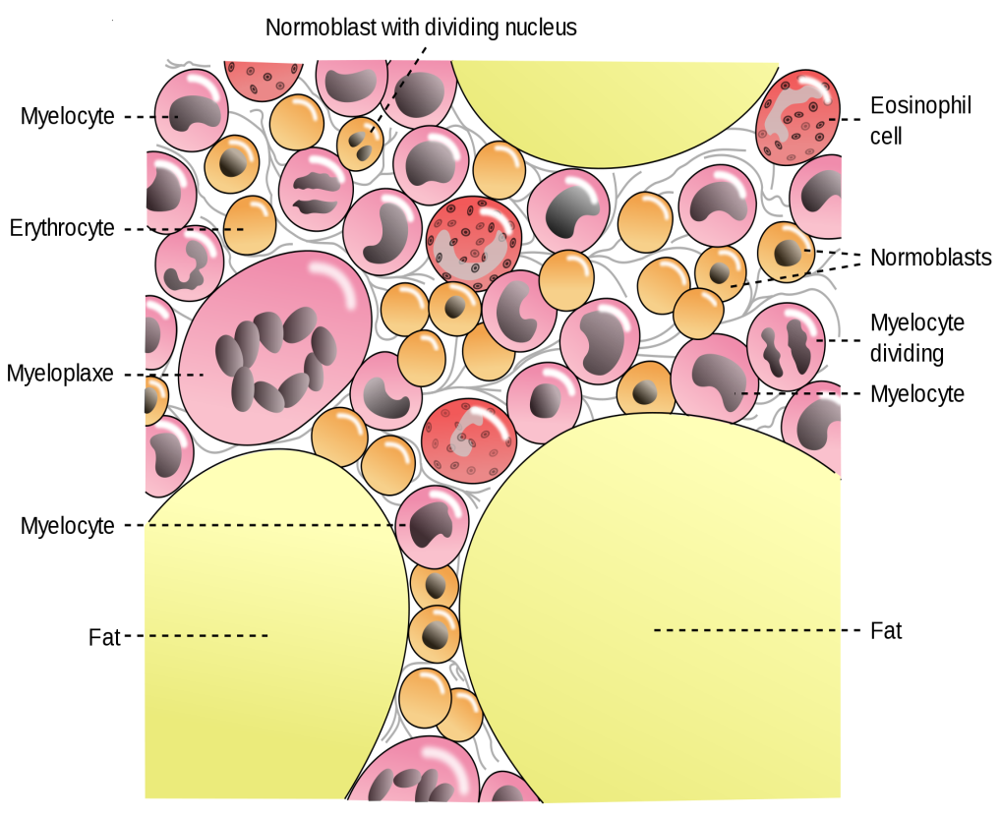 Normoblast with dividing nucleus
Myelocyte
Eosinophil
cell
Erythrocyte
Normoblasts
Myelocyte
dividing
Myeloplaxe
Myelocyte
Myelocyte
Fat
Fat